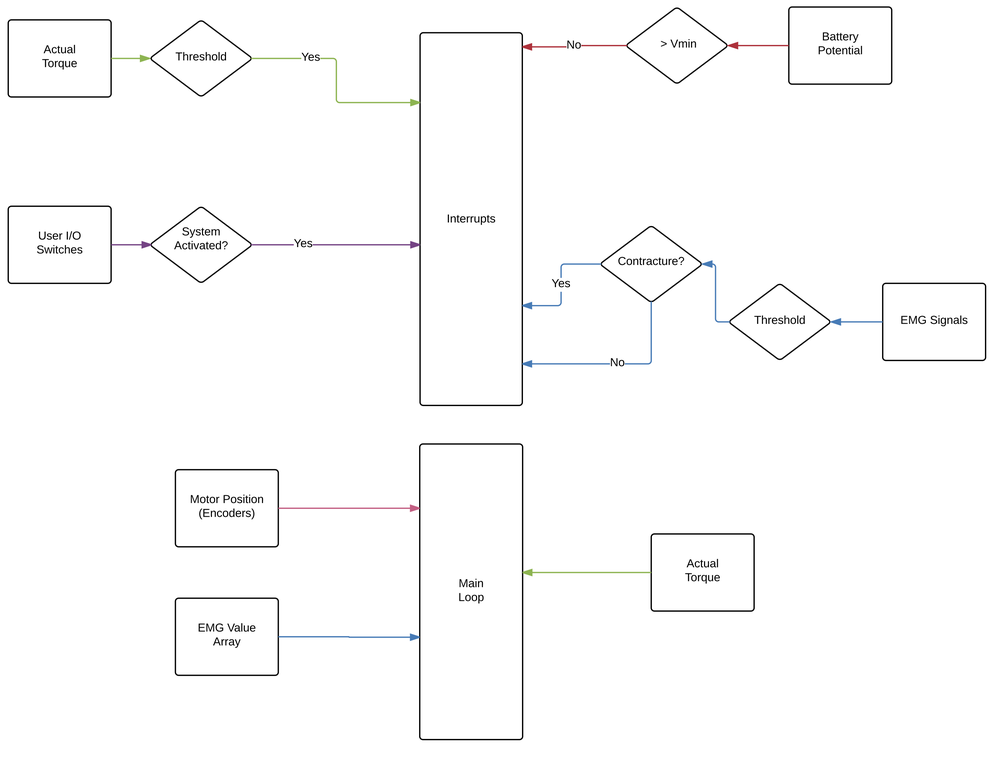 Actual
Torque
Threshold
Yes
No
> Vmin
Battery
Potential
User I/O
Switches
System
Activated?
Yes
Interrupts
Contracture?
Yes
Threshold
EMG Signals
No
Motor Position
(Encoders)
Main
Loop
Actual
Torque
EMG Value
Array